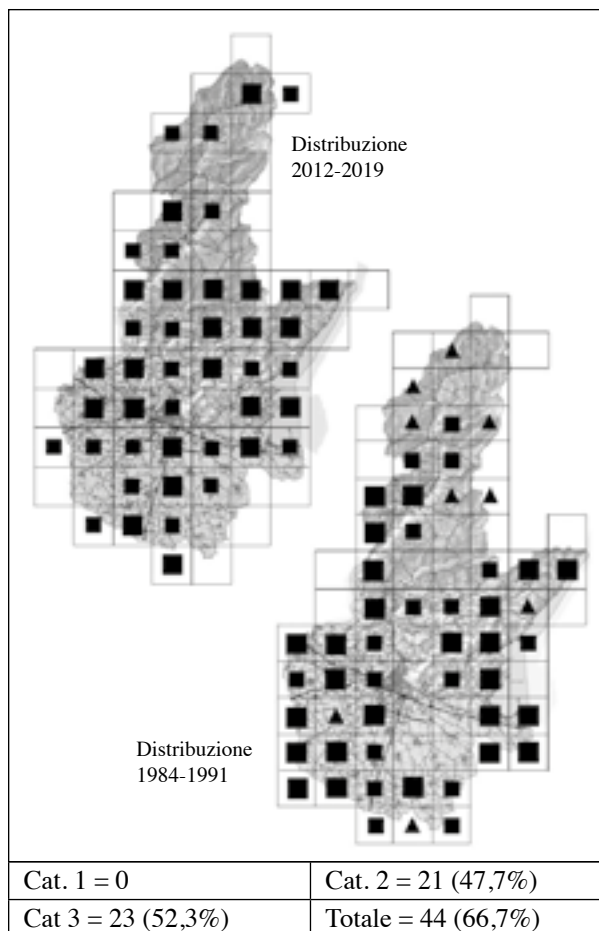 Distribuzione
2012-2019
Distribuzione
1984-1991
Cat. 1 = 0
Cat. 2 = 21 (47,7%)
Cat 3 = 23 (52,3%)
Totale = 44 (66,7%)